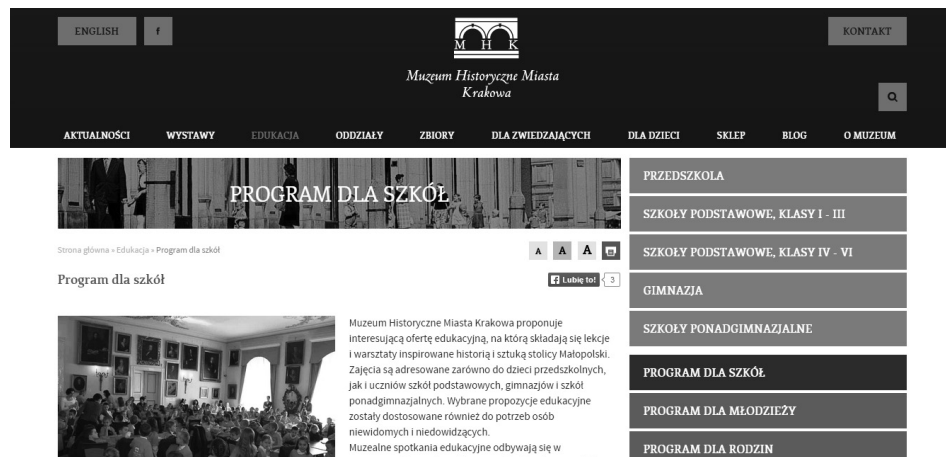 ENGLISH f KONTAKT
M H K
Muzeum Historyczne Miasta
Krakowa
AKTUALNOŚCI WYSTAWY EDUKACJA ODDZIAŁY ZBIORY DLA ZWIEDZAJĄCYCH DLA DZIECI SKLEP BLOG O MUZEUM
PROGRAM DLA SZKÓŁ
Strona główna » Edukacja » Program dla szkół
A A A
Program dla szkół
f Lubię to! 3
Muzeum Historyczne Miasta Krakowa proponuje
interesującą ofertę edukacyjną, na którą składają się lekcje
i warsztaty inspirowane historią i sztuką stolicy Małopolski.
Zajęcia są adresowane zarówno do dzieci przedszkolnych,
jak i uczniów szkół podstawowych, gimnazjów i szkół
ponadgimnazjalnych. Wybrane propozycje edukacyjne
zostały dostosowane również do potrzeb osób
niewidomych i niedowidzących.
Muzealne spotkania edukacyjne odbywają się w
PRZEDSZKOLA
SZKOŁY PODSTAWOWE, KLASY I - III
SZKOŁY PODSTAWOWE, KLASY IV - VI
GIMNAZJA
SZKOŁY PONADGIMNAZJALNE
PROGRAM DLA SZKÓŁ
PROGRAM DLA MŁODZIEŻY
PROGRAM DLA RODZIN